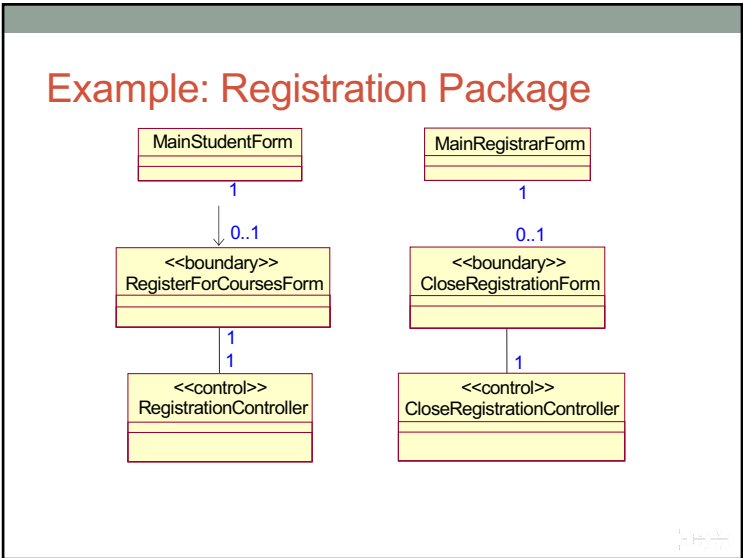 Example: Registration Package
MainStudentForm
1
0..1
<<boundary>>
RegisterForCoursesForm
1
1
<<control>>
RegistrationController
MainRegistrarForm
1
0..1
<<boundary>>
CloseRegistrationForm
1
<<control>>
CloseRegistrationController